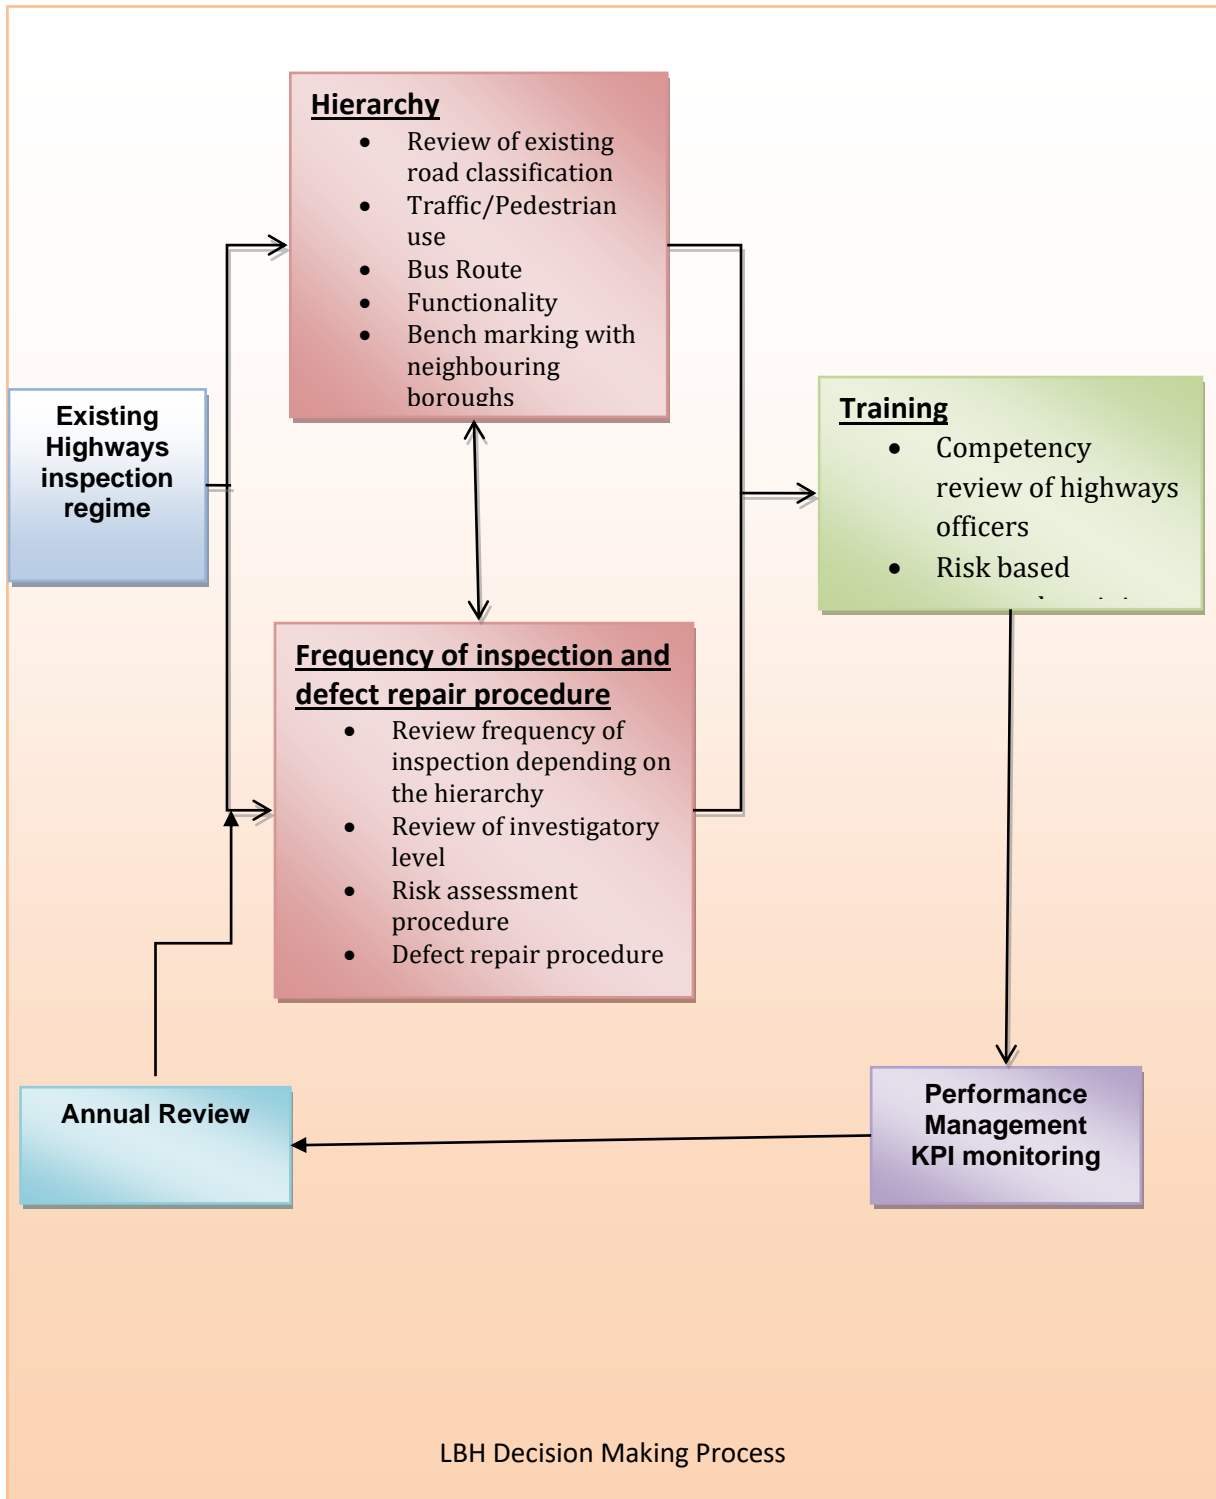 Hierarchy
• Review of existing
road classification
• Traffic/Pedestrian
use
• Bus Route
• Functionality
• Bench marking with
neighbouring
boroughs
Existing
Highways
inspection
regime
Training
• Competency
review of highways
officers
• Risk based
Frequency of inspection and
defect repair procedure
• Review frequency of
inspection depending on
the hierarchy
• Review of investigatory
level
• Risk assessment
procedure
• Defect repair procedure
Annual Review
Performance
Management
KPI monitoring
LBH Decision Making Process